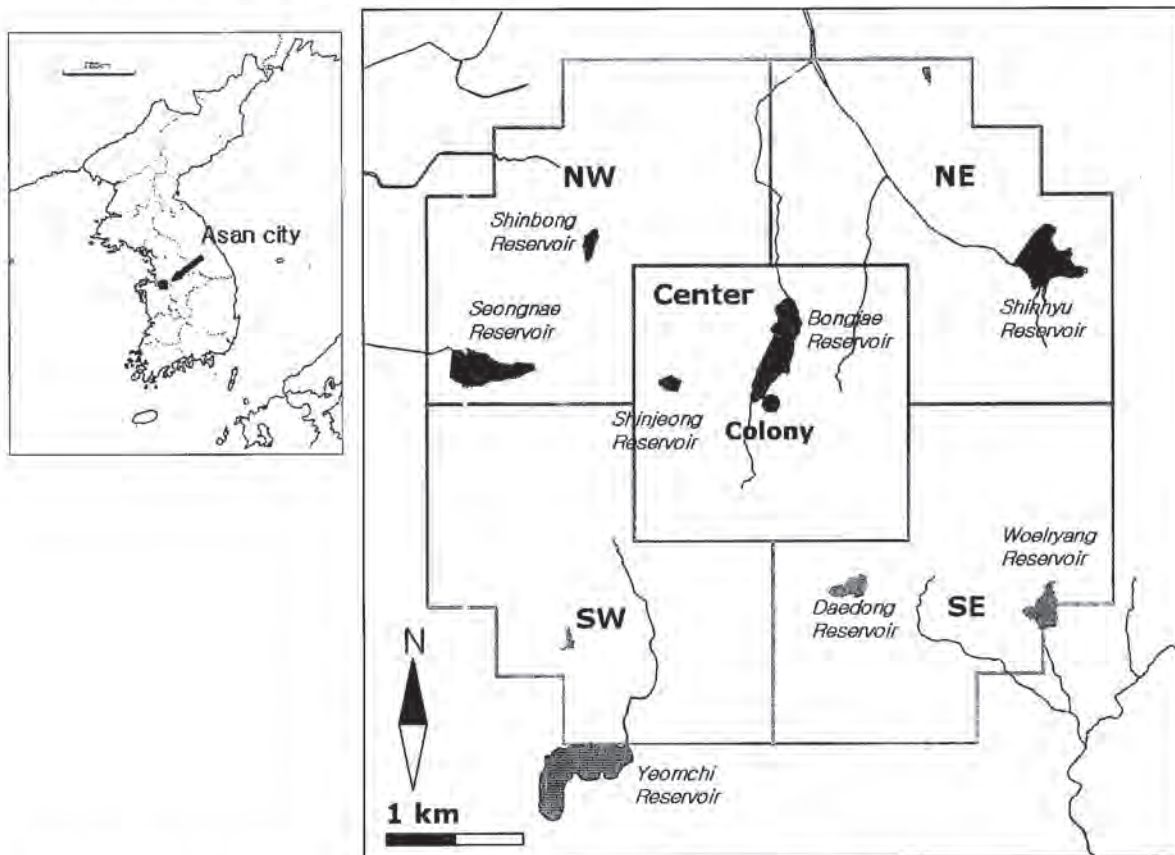 Asan city
NW
NE
Shinbong
Reservoir
Center
Seongnae
Reservoir
Bongjae
Reservoir
Shinhyu
Reservoir
Shinjeong
Reservoir
Colony
Woelryang
Reservoir
Daedong
Reservoir
SE
SW
N
Yeomchi
Reservoir
1 km